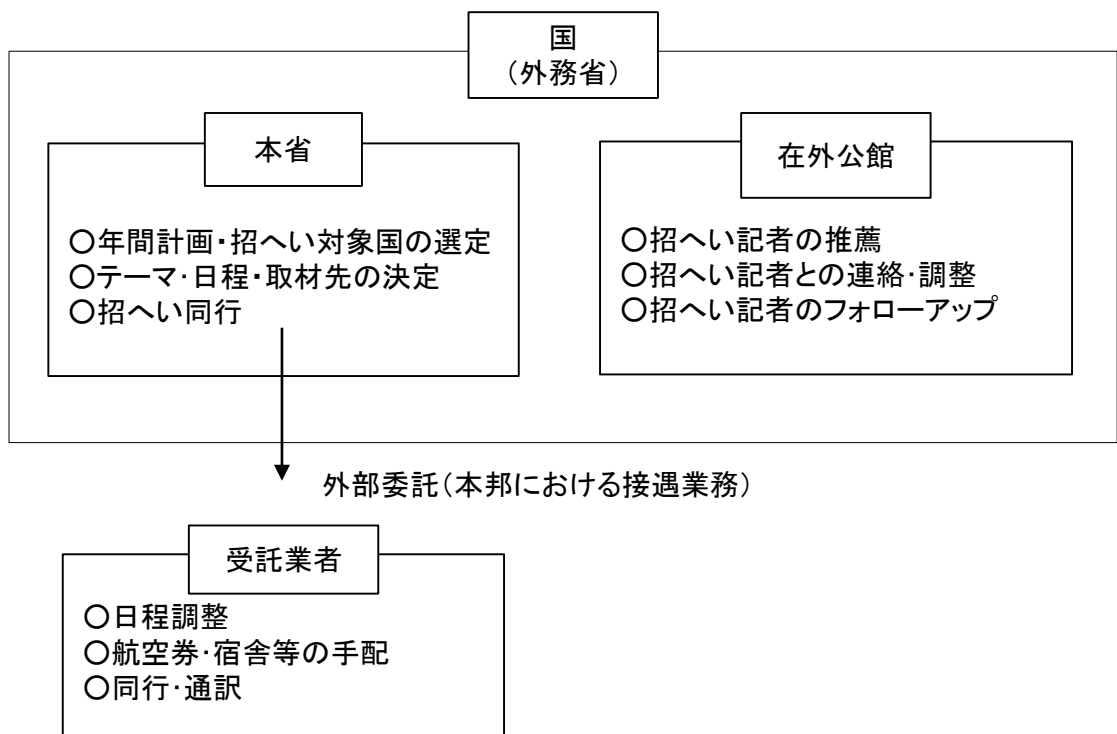 国
（外務省）
本省
○年間計画・招へい対象国の選定
○テーマ・日程・取材先の決定
○招へい同行
在外公館
○招へい記者の推薦
○招へい記者との連絡・調整
○招へい記者のフォローアップ
外部委託（本邦における接遇業務）
受託業者
○日程調整
○航空券・宿舎等の手配
○同行・通訳